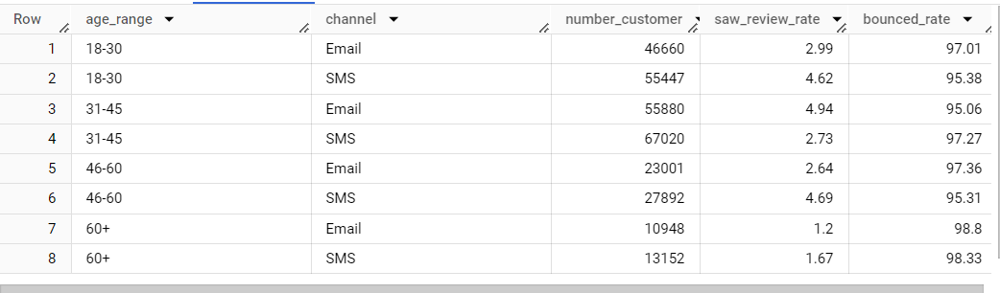 Row age_range channel number_customer saw_review_rate bounced_rate
1 18-30 Email 46660 2.99 97.01
2 18-30 SMS 55447 4.62 95.38
3 31-45 Email 55880 4.94 95.06
4 31-45 SMS 67020 2.73 97.27
5 46-60 Email 23001 2.64 97.36
6 46-60 SMS 27892 4.69 95.31
7 60+ Email 10948 1.2 98.8
8 60+ SMS 13152 1.67 98.33